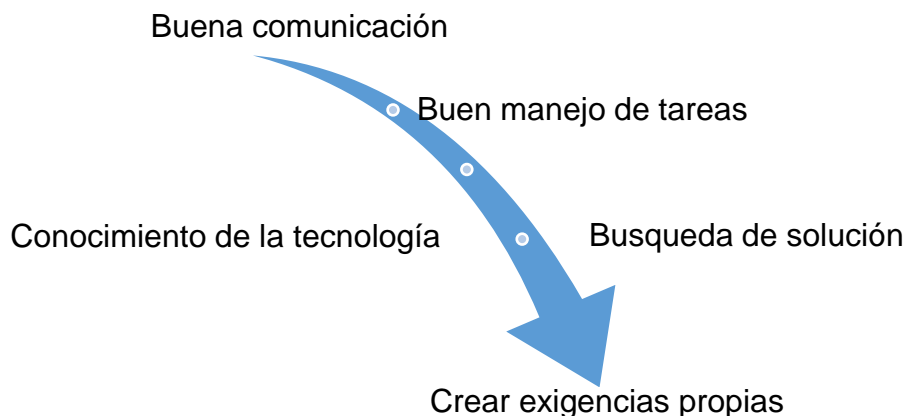 Buena comunicación
Buen manejo de tareas
Conocimiento de la tecnología
Busqueda de solución
Crear exigencias propias